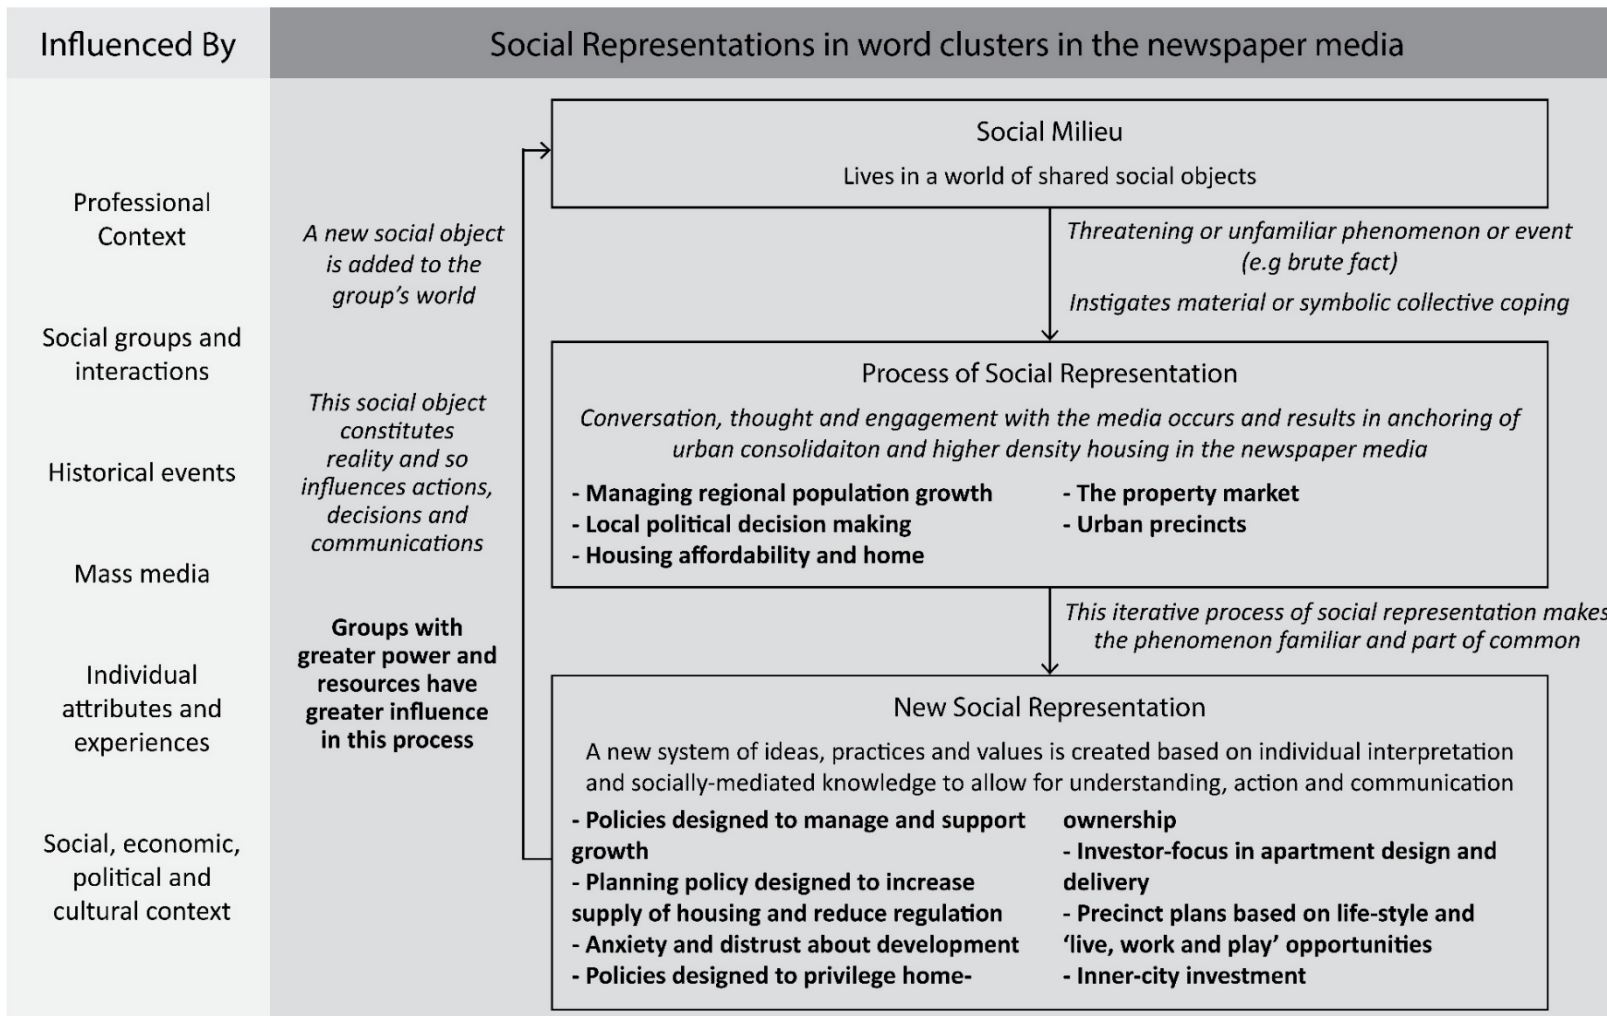 Influenced By
Social Representations in word clusters in the newspaper media
Professional
Context
Social groups and
interactions
Historical events
Mass media
Individual
attributes and
experiences
Social, economic,
political and
cultural context
A new social object
is added to the
group's world
This social object
constitutes
reality and so
influences actions,
decisions and
communications
Groups with
greater power and
resources have
greater influence
in this process
Social Milieu
Lives in a world of shared social objects
Threatening or unfamiliar phenomenon or event
(e.g brute fact)
Instigates material or symbolic collective coping
Process of Social Representation
Conversation, thought and engagement with the media occurs and results in anchoring of
urban consolidaiton and higher density housing in the newspaper media
- Managing regional population growth
- Local political decision making
- Housing affordability and home
- The property market
- Urban precincts
This iterative process of social representation makes
the phenomenon familiar and part of common
New Social Representation
A new system of ideas, practices and values is created based on individual interpretation
and socially-mediated knowledge to allow for understanding, action and communication
- Policies designed to manage and support
growth
- Planning policy designed to increase
supply of housing and reduce regulation
- Anxiety and distrust about development
- Policies designed to privilege home-
ownership
- Investor-focus in apartment design and
delivery
- Precinct plans based on life-style and
‘live, work and play’ opportunities
- Inner-city investment